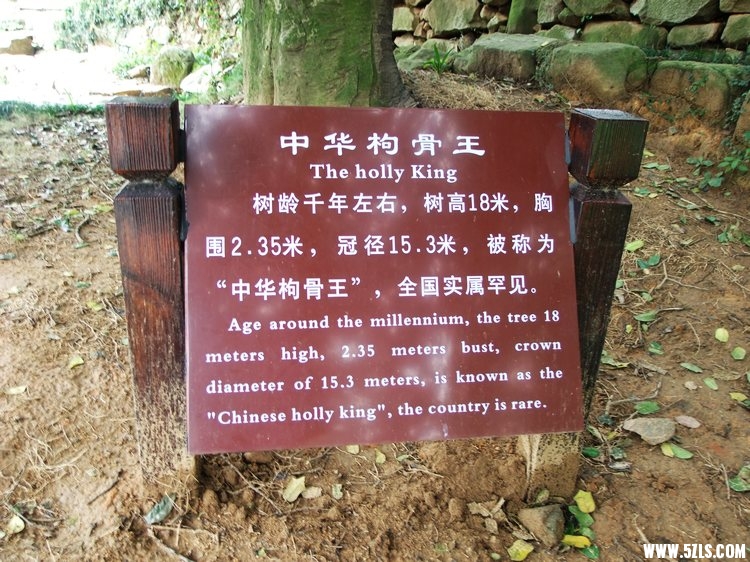 中华枸骨王
The holly King
树龄千年左右，树高18米，胸
围2.35米，冠径15.3米，被称为
“中华枸骨王”，全国实属罕见。
Age around the millennium, the tree 18
meters high, 2.35 meters bust, crown
diameter of 15.3 meters, is known as the
"Chinese holly king", the country is rare.
WWW.5ZLS.COM